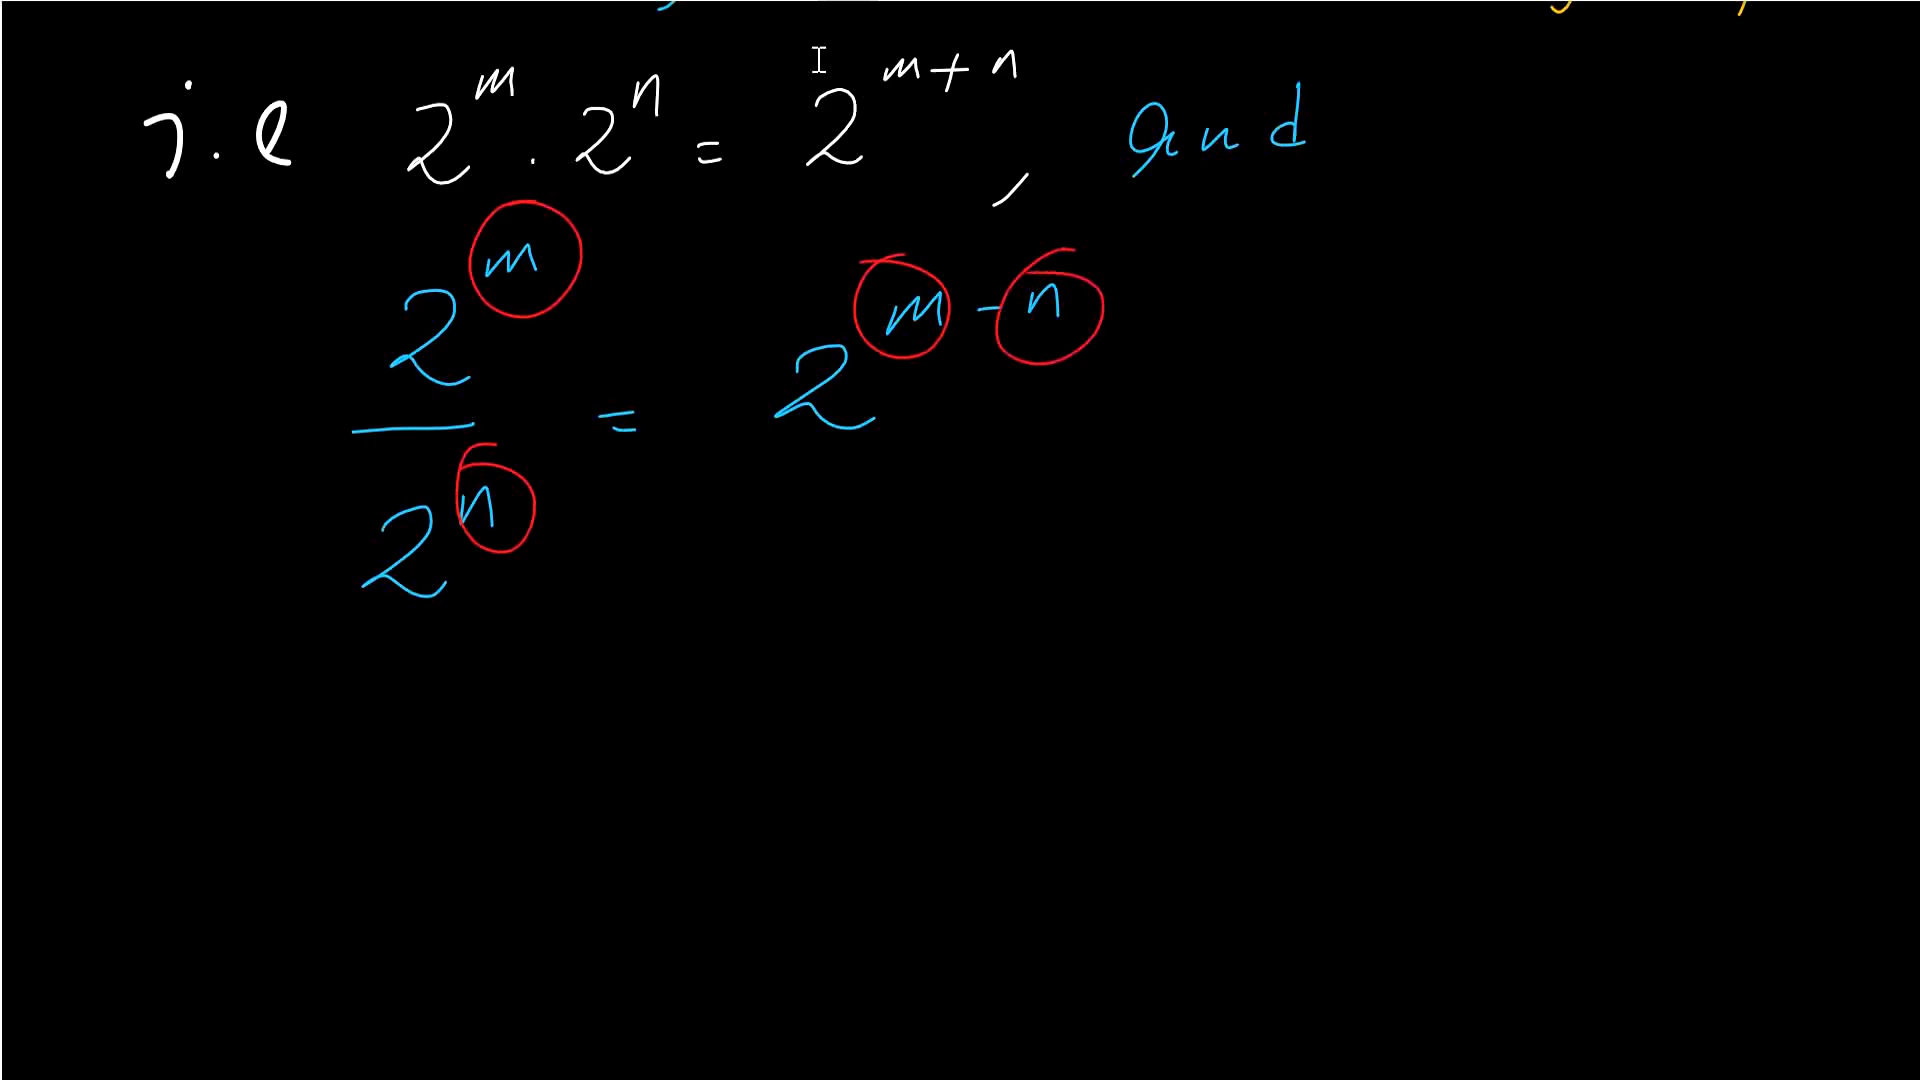 i.e 2^m . 2^n = 2^{m+n}, and
2^m / 2^n = 2^{m-n}